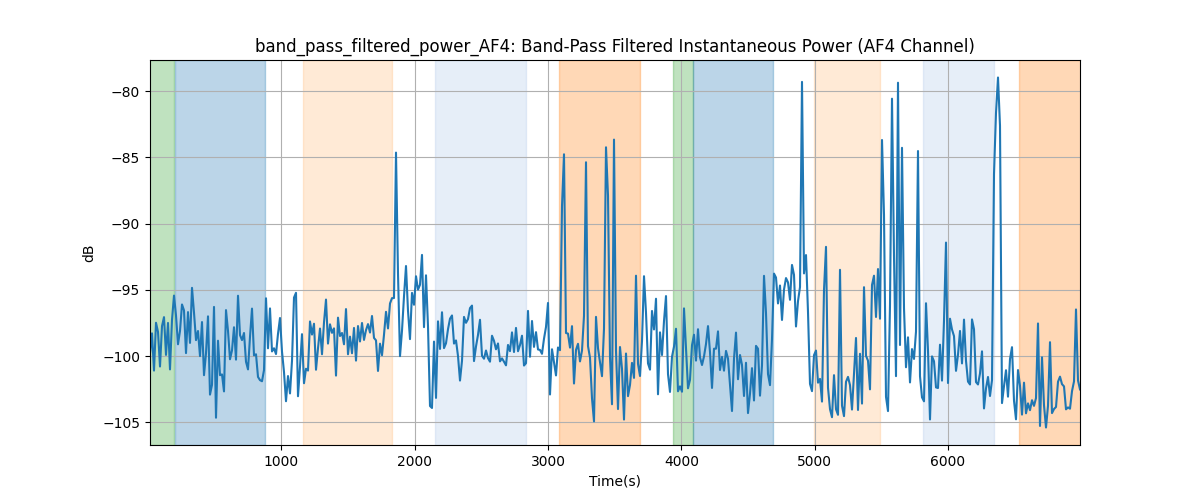 band_pass_filtered_power_AF4: Band-Pass Filtered Instantaneous Power (AF4 Channel)
−80
−85
−90
−95
−100
−105
dB
1000 2000 3000 4000 5000 6000
Time(s)